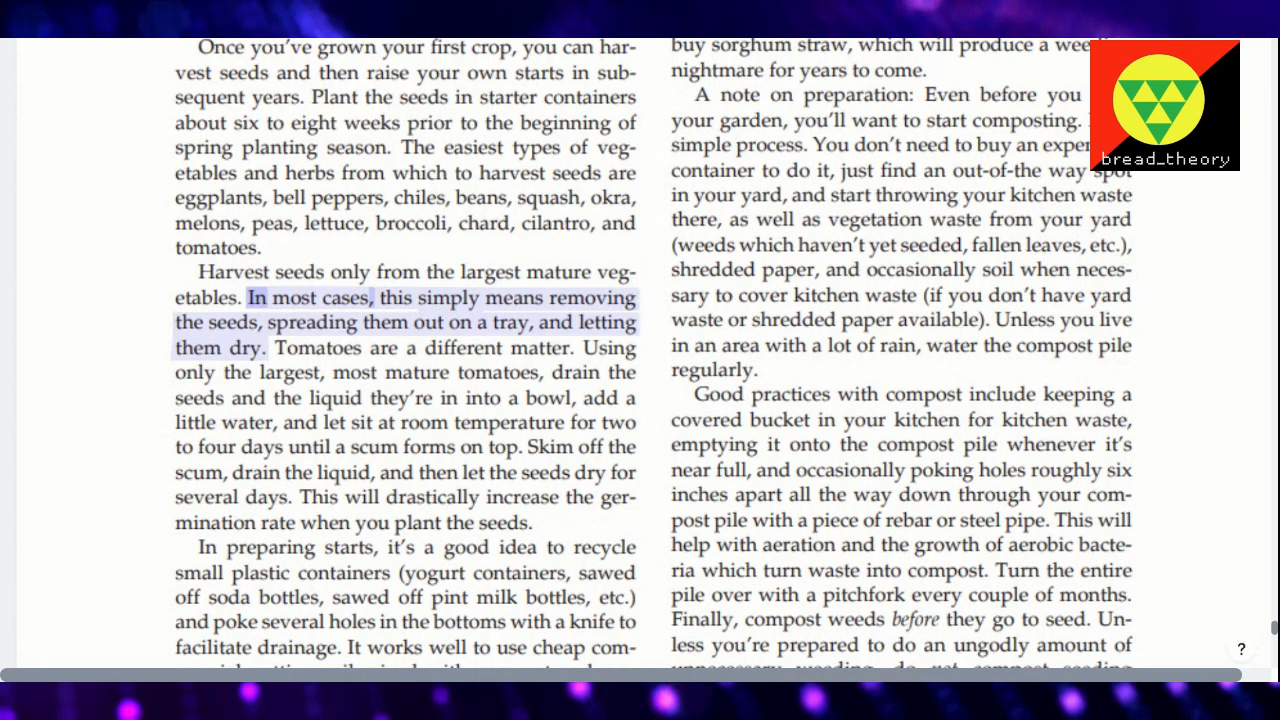 Once you've grown your first crop, you can har-
vest seeds and then raise your own starts in sub-
sequent years. Plant the seeds in starter containers
about six to eight weeks prior to the beginning of
spring planting season. The easiest types of veg-
etables and herbs from which to harvest seeds are
eggplants, bell peppers, chiles, beans, squash, okra,
melons, peas, lettuce, broccoli, chard, cilantro, and
tomatoes.
Harvest seeds only from the largest mature veg-
etables. In most cases, this simply means removing
the seeds, spreading them out on a tray, and letting
them dry. Tomatoes are a different matter. Using
only the largest, most mature tomatoes, drain the
seeds and the liquid they're in into a bowl, add a
little water, and let sit at room temperature for two
to four days until a scum forms on top. Skim off the
scum, drain the liquid, and then let the seeds dry for
several days. This will drastically increase the ger-
mination rate when you plant the seeds.
In preparing starts, it's a good idea to recycle
small plastic containers (yogurt containers, sawed
off soda bottles, sawed off pint milk bottles, etc.)
and poke several holes in the bottoms with a knife to
facilitate drainage. It works well to use cheap com-
buy sorghum straw, which will produce a
nightmare for years to come.
A note on preparation: Even before you
your garden, you'll want to start composting.
simple process. You don't need to buy an
container to do it, just find an out-of-the way spot
in your yard, and start throwing your kitchen waste
there, as well as vegetation waste from your yard
(weeds which haven't yet seeded, fallen leaves, etc.),
shredded paper, and occasionally soil when neces-
sary to cover kitchen waste (if you don't have yard
waste or shredded paper available). Unless you live
in an area with a lot of rain, water the compost pile
regularly.
Good practices with compost include keeping a
covered bucket in your kitchen for kitchen waste,
emptying it onto the compost pile whenever it's
near full, and occasionally poking holes roughly six
inches apart all the way down through your com-
post pile with a piece of rebar or steel pipe. This will
help with aeration and the growth of aerobic bacte-
ria which turn waste into compost. Turn the entire
pile over with a pitchfork every couple of months.
Finally, compost weeds before they go to seed. Un-
less you're prepared to do an ungodly amount of
bread_theory
?